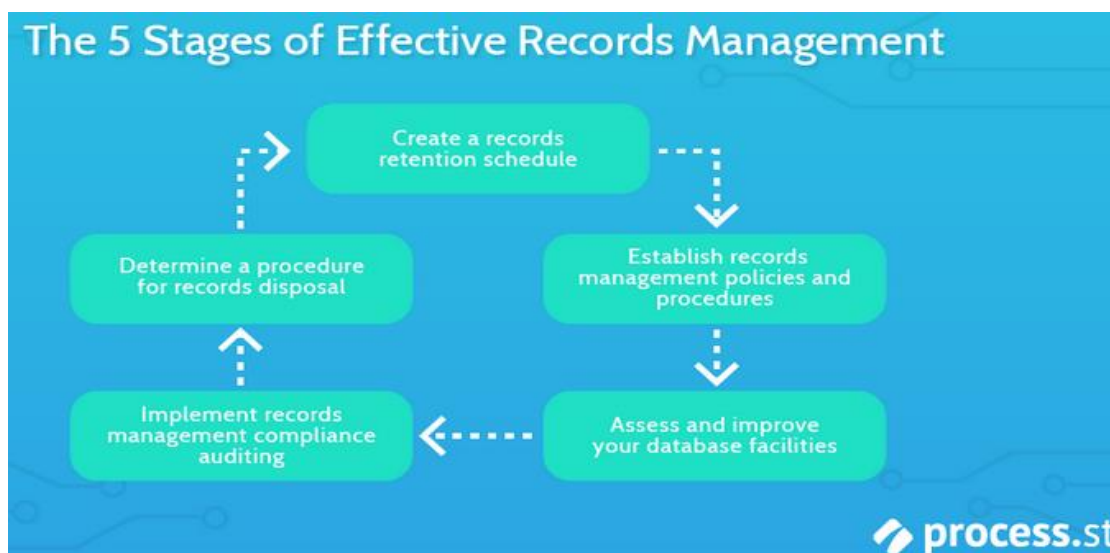 The 5 Stages of Effective Records Management
Create a records
retention schedule
Determine a procedure
for records disposal
Establish records
management policies and
procedures
Implement records
management compliance
auditing
Assess and improve
your database facilities
process.st